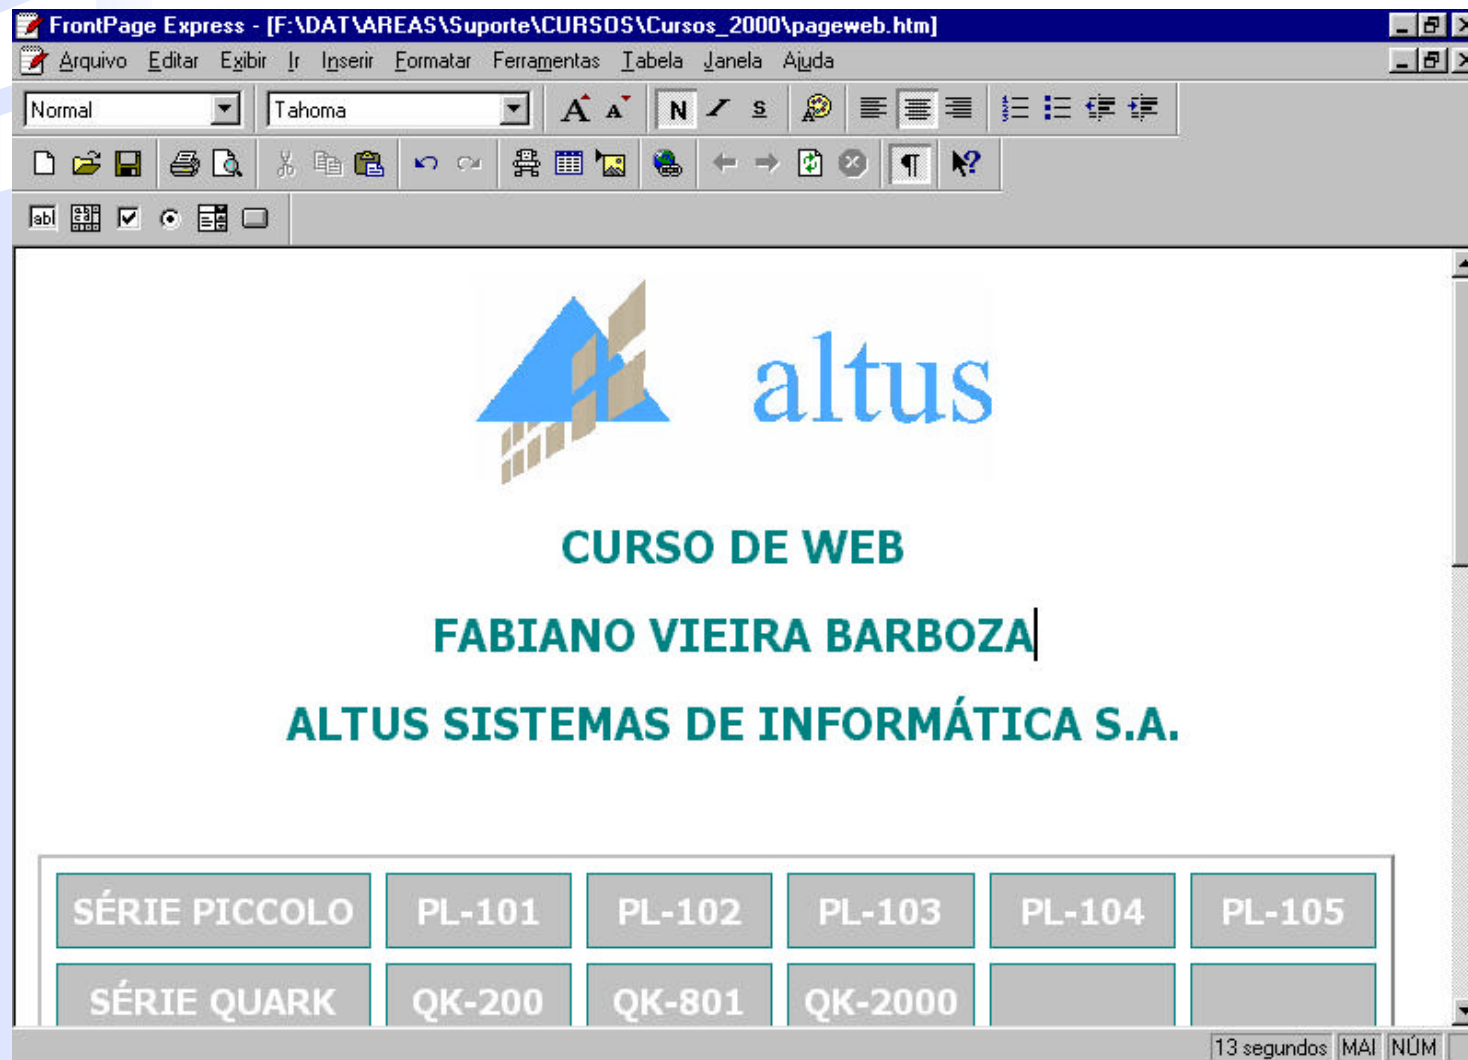 FrontPage Express - [F:\DAT\AREAS\Suporte\CURSOS\Cursos_2000\pageweb.htm]
Arquivo Editar Exibir Ir Inserir Formatar Ferramentas Tabela Janela Ajuda
Normal Tahoma A A N I S
¶ ?
abl
altus
CURSO DE WEB
FABIANO VIEIRA BARBOZA
ALTUS SISTEMAS DE INFORMÁTICA S.A.
SÉRIE PICCOLO PL-101 PL-102 PL-103 PL-104 PL-105
SÉRIE QUARK QK-200 QK-801 QK-2000
13 segundos MAI NÚM